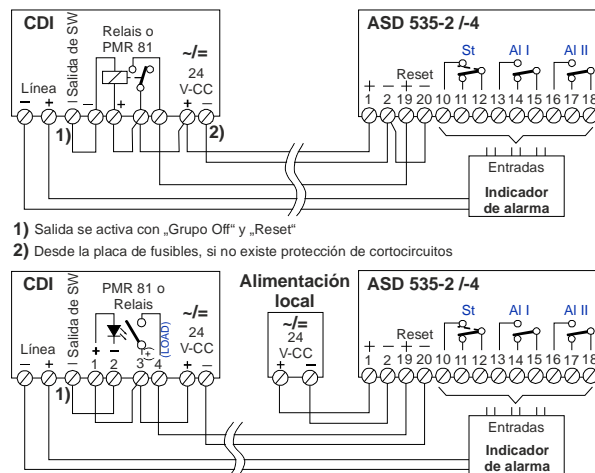 CDI
Salida de SW
Relais o
PMR 81
~/=
24
V-CC
Línea
– + – – + + –
1)
2)
ASD 535-2 /-4
St Al I Al II
Reset
+ – + –
1 2 19 20 10 11 12 13 14 15 16 17 18
Entradas
Indicador
de alarma
1) Salida se activa con „Grupo Off“ y „Reset“
2) Desde la placa de fusibles, si no existe protección de cortocircuitos
CDI
Salida de SW
PMR 81 o
Relais
(LOAD)
(+)
~/=
24
V-CC
Línea
– + – + – + –
1 2 3 4
1)
Alimentación
local
~/=
24
V-CC
+ –
ASD 535-2 /-4
St Al I Al II
Reset
+ – + –
1 2 19 20 10 11 12 13 14 15 16 17 18
Entradas
Indicador
de alarma